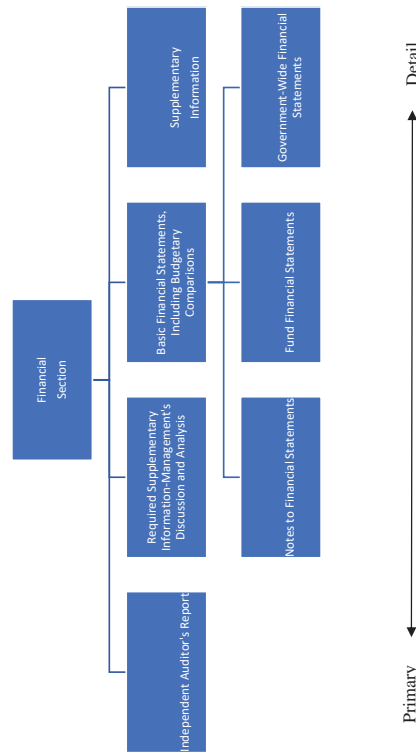 Financial
Section
Independent Auditor's Report
Required Supplementary
Information-Management's
Discussion and Analysis
Basic Financial Statements,
Including Budgetary
Comparisons
Supplementary
Information
Notes to Financial Statements
Fund Financial Statements
Government-Wide Financial
Statements
Primary
Detail